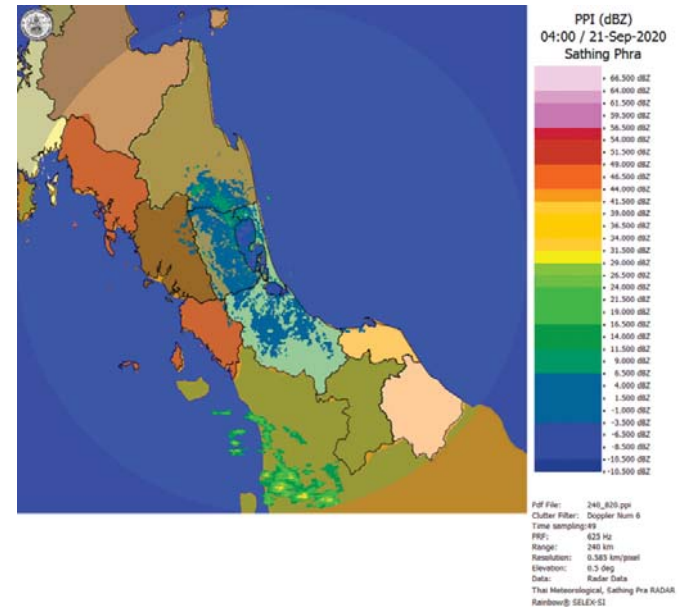 PPI (dBZ)
04:00 / 21-Sep-2020
Sathing Phra
66.500 dBZ
64.000 dBZ
61.500 dBZ
59.500 dBZ
56.500 dBZ
54.000 dBZ
51.500 dBZ
49.000 dBZ
46.500 dBZ
44.000 dBZ
41.500 dBZ
39.000 dBZ
36.500 dBZ
34.000 dBZ
31.500 dBZ
29.000 dBZ
26.500 dBZ
24.000 dBZ
21.500 dBZ
19.000 dBZ
16.500 dBZ
14.000 dBZ
11.500 dBZ
9.000 dBZ
6.500 dBZ
4.000 dBZ
1.500 dBZ
-1.000 dBZ
-3.500 dBZ
-6.500 dBZ
-8.500 dBZ
-10.500 dBZ
-10.500 dBZ
Pdf File: 240_820.ppi
Clutter Filter: Doppler Num 6
Time sampling:49
PRF: 625 Hz
Range: 240 km
Resolution: 0.585 km/pixel
Elevation: 0.5 deg
Data: Radar Data
Thai Meteorological, Sathing Pra RADAR
Rainbow® SELEX-SI